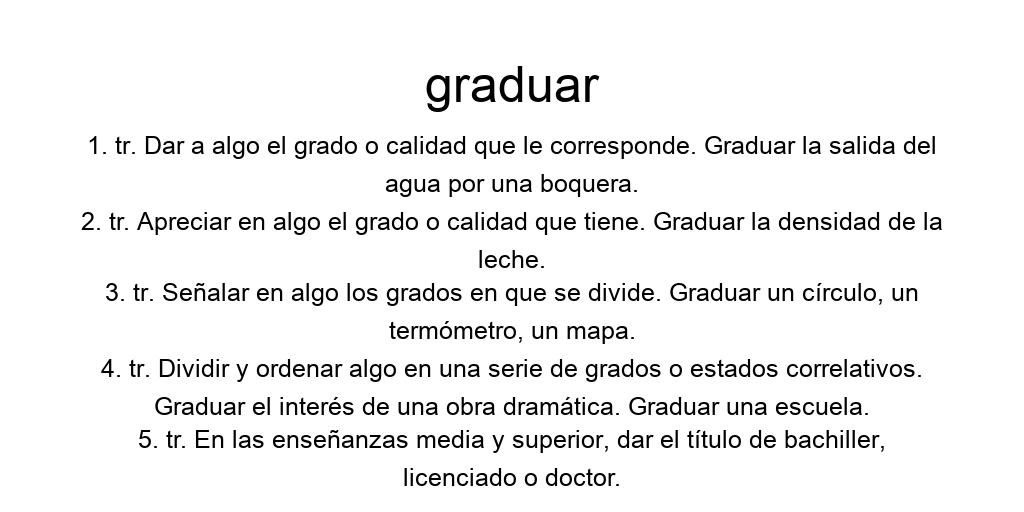 graduar
1. tr. Dar a algo el grado o calidad que le corresponde. Graduar la salida del
agua por una boquera.
2. tr. Apreciar en algo el grado o calidad que tiene. Graduar la densidad de la
leche.
3. tr. Señalar en algo los grados en que se divide. Graduar un círculo, un
termómetro, un mapa.
4. tr. Dividir y ordenar algo en una serie de grados o estados correlativos.
Graduar el interés de una obra dramática. Graduar una escuela.
5. tr. En las enseñanzas media y superior, dar el título de bachiller,
licenciado o doctor.